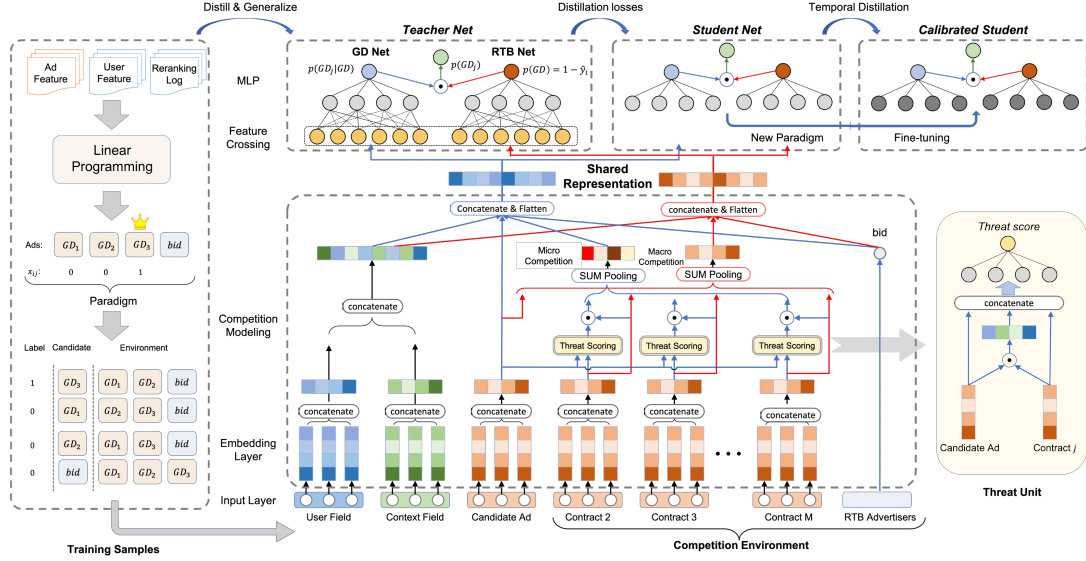 Distill & Generalize
Distillation losses
Temporal Distillation
Teacher Net
Student Net
Calibrated Student
Ad Feature
User Feature
Reranking Log
MLP
GD Net
RTB Net
p(GD_j|GD)
p(GD_j)
p(GD) = 1 − ŷ_i
Feature Crossing
New Paradigm
Fine-tuning
Linear Programming
Shared Representation
Ads:
GD_1
GD_2
GD_3
bid
x_ij:
0
0
1
Paradigm
Label
Candidate
Environment
1
GD_3
GD_1
GD_2
bid
0
GD_1
GD_2
GD_3
bid
0
GD_2
GD_1
GD_3
bid
0
bid
GD_1
GD_2
GD_3
Training Samples
Competition Modeling
Embedding Layer
Input Layer
Concatenate & Flatten
concatenate & Flatten
bid
Micro Competition
Macro Competition
SUM Pooling
SUM Pooling
concatenate
Threat Scoring
Threat Scoring
Threat Scoring
concatenate
concatenate
concatenate
concatenate
concatenate
concatenate
• • •
User Field
Context Field
Candidate Ad
Contract 2
Contract 3
Contract M
RTB Advertisers
Competition Environment
Threat score
concatenate
Candidate Ad
Contract j
Threat Unit